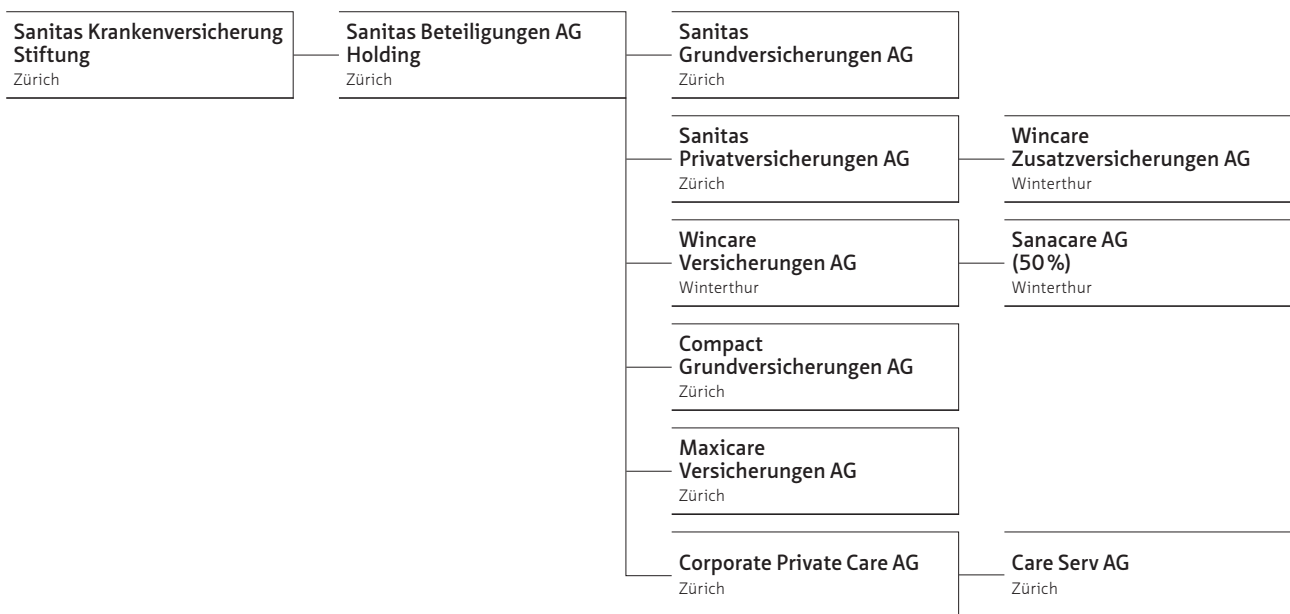 Sanitas Krankenversicherung
Stiftung
Zürich
Sanitas Beteiligungen AG
Holding
Zürich
Sanitas
Grundversicherungen AG
Zürich
Sanitas
Privatversicherungen AG
Zürich
Wincare
Zusatzversicherungen AG
Winterthur
Wincare
Versicherungen AG
Winterthur
Sanacare AG
(50 %)
Winterthur
Compact
Grundversicherungen AG
Zürich
Maxicare
Versicherungen AG
Zürich
Corporate Private Care AG
Zürich
Care Serv AG
Zürich